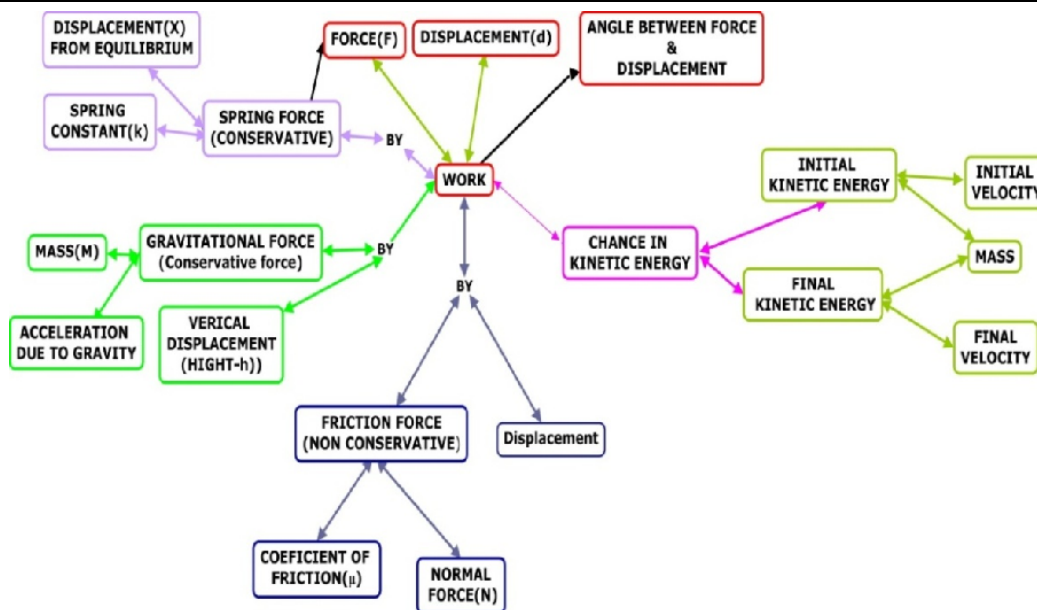 DISPLACEMENT(X)
FROM EQUILIBRIUM
FORCE(F)
DISPLACEMENT(d)
ANGLE BETWEEN FORCE
&
DISPLACEMENT
SPRING
CONSTANT(k)
SPRING FORCE
(CONSERVATIVE)
BY
WORK
INITIAL
KINETIC ENERGY
INITIAL
VELOCITY
MASS(M)
GRAVITATIONAL FORCE
(Conservative force)
BY
CHANCE IN
KINETIC ENERGY
MASS
ACCELERATION
DUE TO GRAVITY
VERICAL
DISPLACEMENT
(HIGHT-h))
BY
FINAL
KINETIC ENERGY
FINAL
VELOCITY
FRICTION FORCE
(NON CONSERVATIVE)
Displacement
COEFICIENT OF
FRICTION(μ)
NORMAL
FORCE(N)